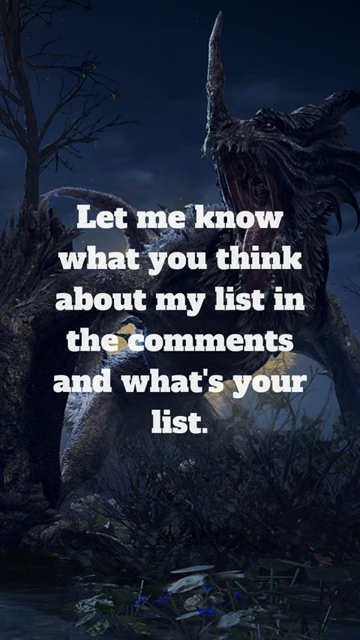 Let me know
what you think
about my list in
the comments
and what's your
list.